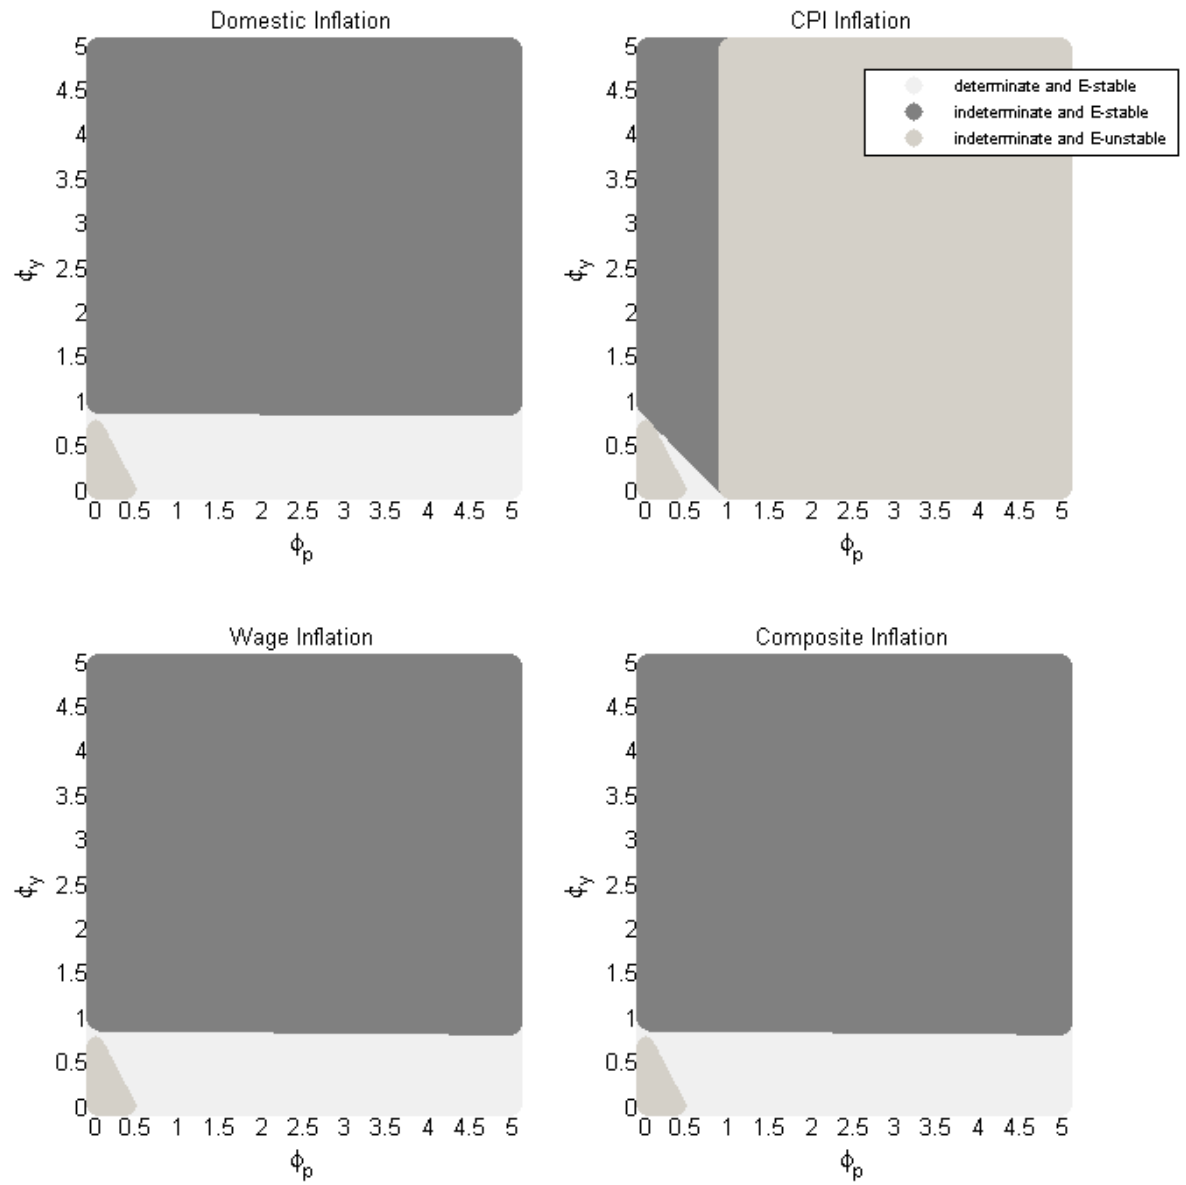 Domestic Inflation
5
4.5
4
3.5
3
2.5
2
1.5
1
0.5
0
ϕy
0 0.5 1 1.5 2 2.5 3 3.5 4 4.5 5
ϕp
CPI Inflation
5
4.5
4
3.5
3
2.5
2
1.5
1
0.5
0
ϕy
0 0.5 1 1.5 2 2.5 3 3.5 4 4.5 5
ϕp
determinate and E-stable
indeterminate and E-stable
indeterminate and E-unstable
Wage Inflation
5
4.5
4
3.5
3
2.5
2
1.5
1
0.5
0
ϕy
0 0.5 1 1.5 2 2.5 3 3.5 4 4.5 5
ϕp
Composite Inflation
5
4.5
4
3.5
3
2.5
2
1.5
1
0.5
0
ϕy
0 0.5 1 1.5 2 2.5 3 3.5 4 4.5 5
ϕp